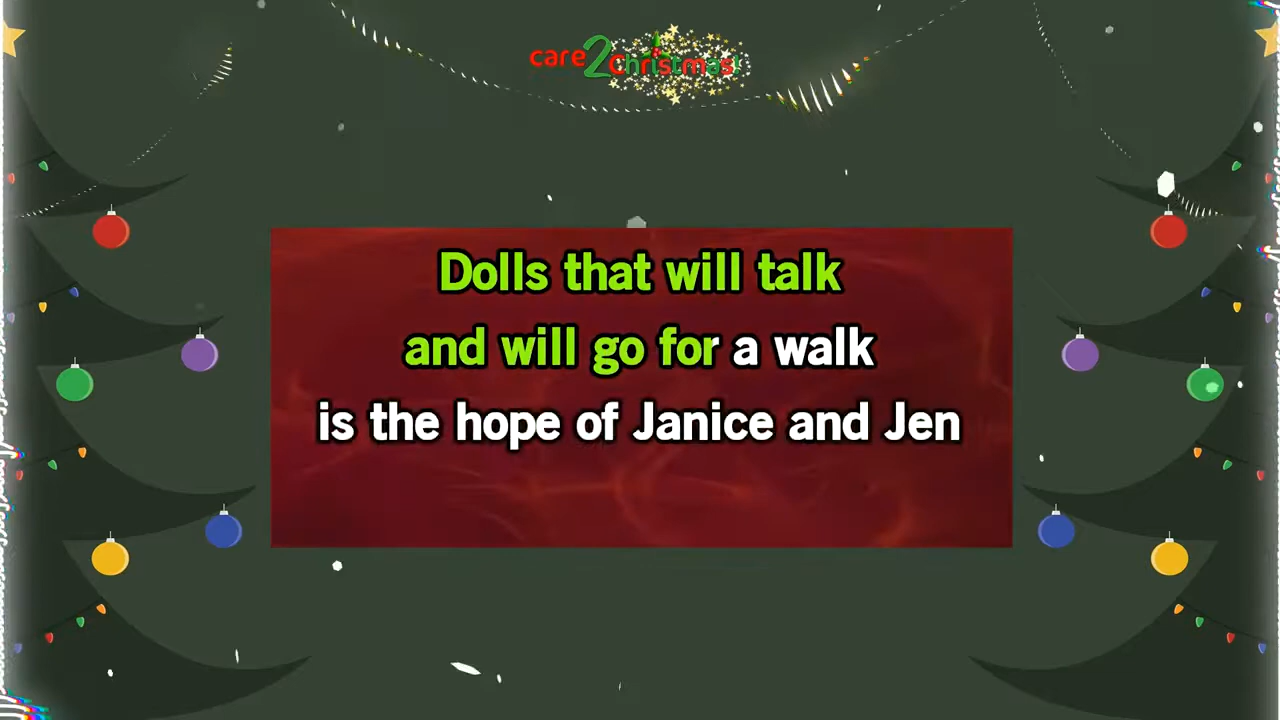 care2Christmas!
Dolls that will talk
and will go for a walk
is the hope of Janice and Jen